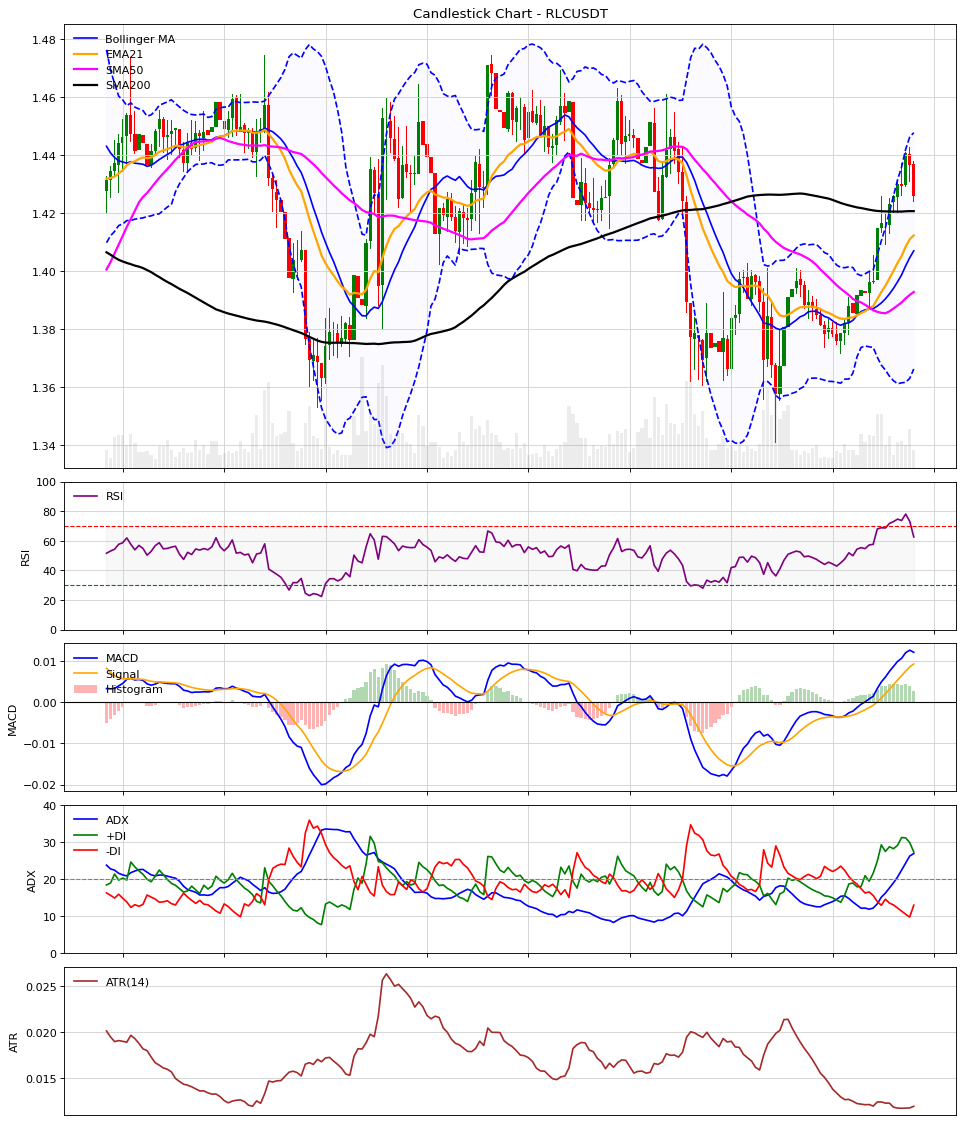 Candlestick Chart - RLCUSDT
Bollinger MA
EMA21
SMA50
SMA200
1.48
1.46
1.44
1.42
1.40
1.38
1.36
1.34
RSI
RSI
100
80
60
40
20
0
MACD
Signal
Histogram
MACD
0.01
0.00
−0.01
−0.02
ADX
+DI
-DI
ADX
40
30
20
10
0
ATR(14)
ATR
0.025
0.020
0.015